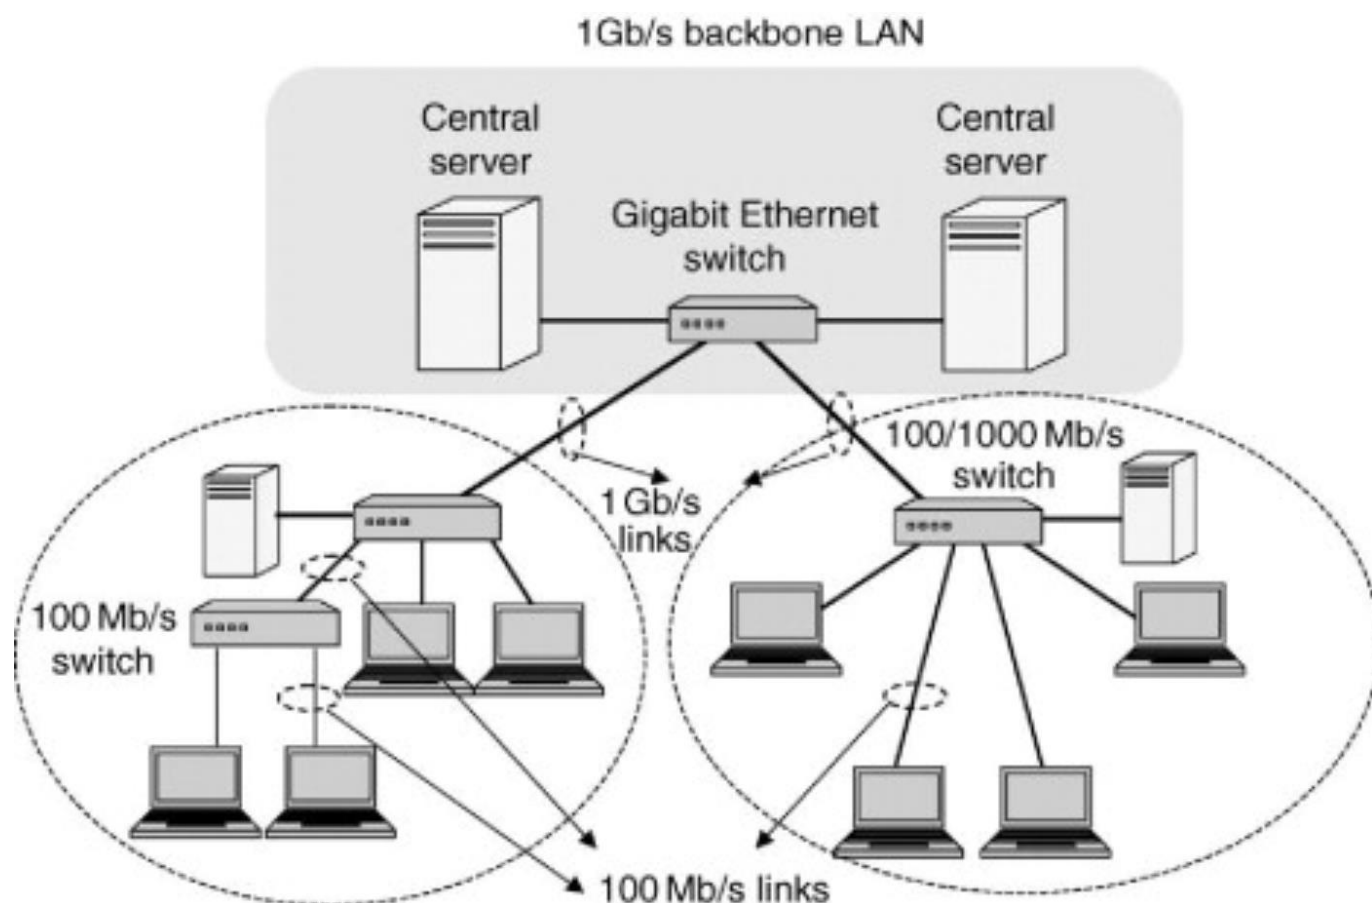 1Gb/s backbone LAN
Central
server
Central
server
Gigabit Ethernet
switch
100/1000 Mb/s
switch
1 Gb/s
links
100 Mb/s
switch
100 Mb/s links